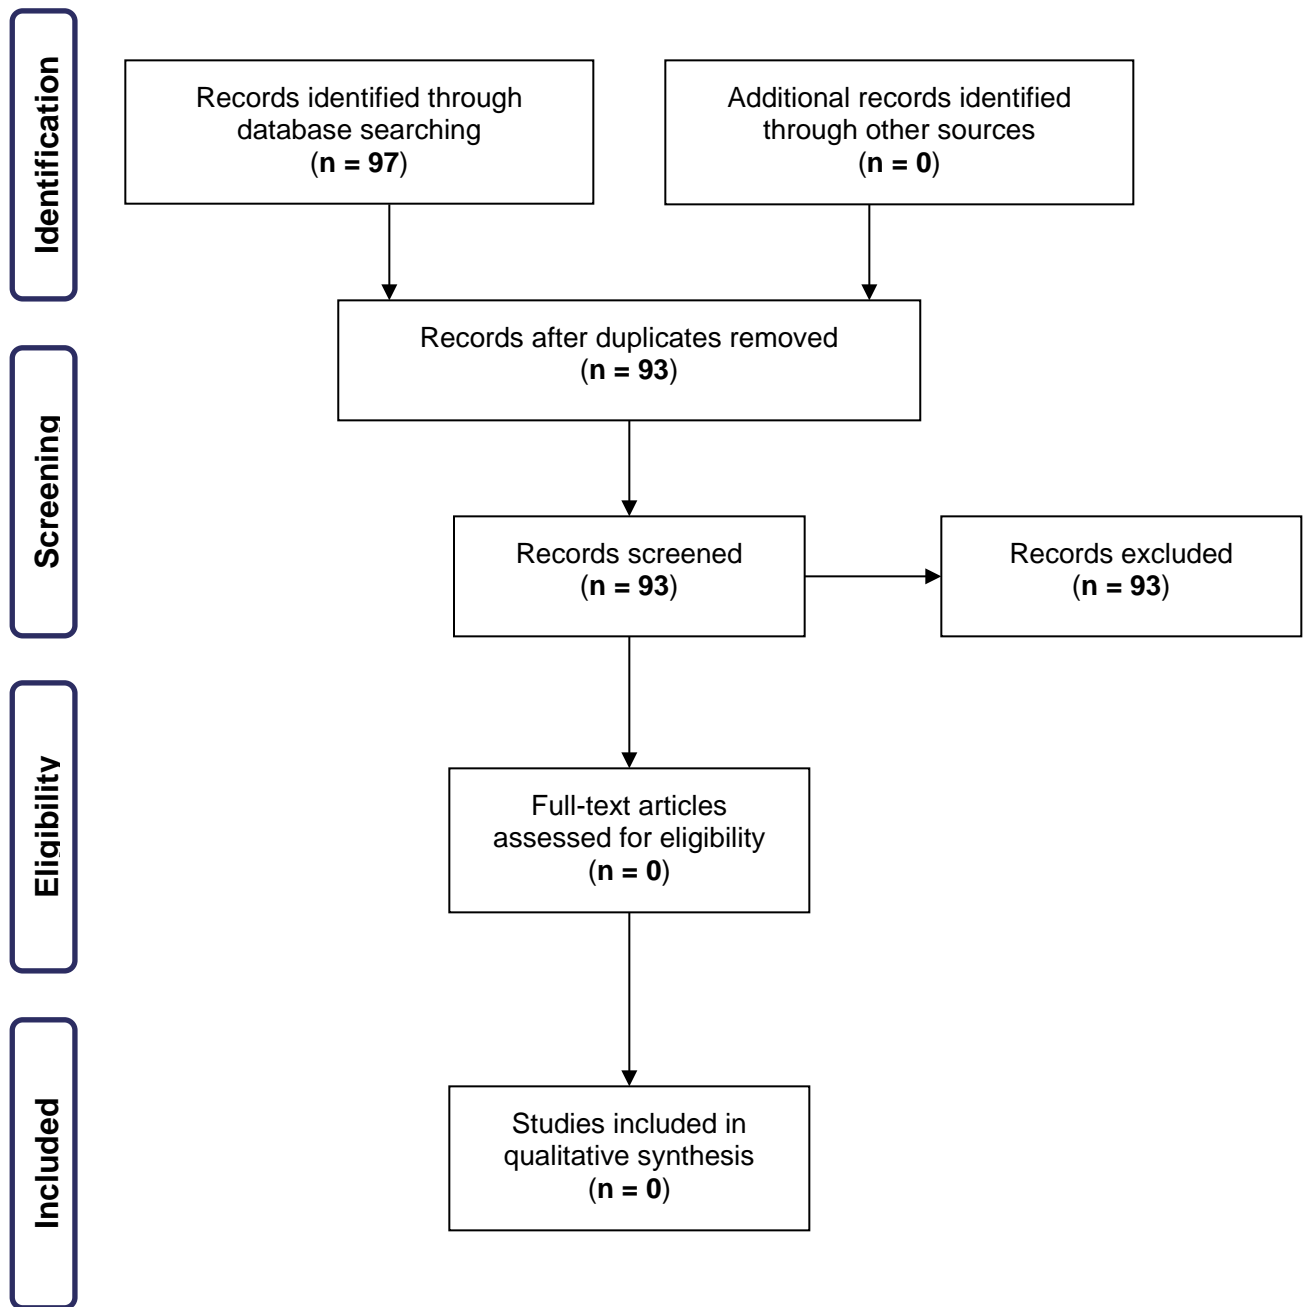 Identification
Records identified through
database searching
(n = 97)
Additional records identified
through other sources
(n = 0)
Records after duplicates removed
(n = 93)
Screening
Records screened
(n = 93)
Records excluded
(n = 93)
Eligibility
Full-text articles
assessed for eligibility
(n = 0)
Included
Studies included in
qualitative synthesis
(n = 0)